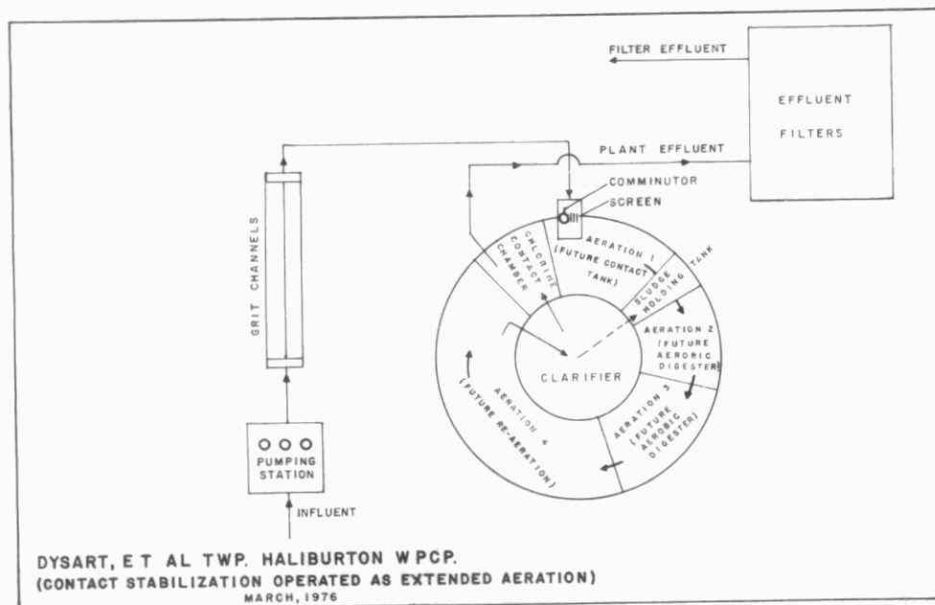 FILTER EFFLUENT
EFFLUENT
FILTERS
PLANT EFFLUENT
COMMINUTOR
SCREEN
GRIT CHANNELS
CHLORINE
CONTACT
CHAMBER
AERATION 1
(FUTURE CONTACT
TANK)
SLUDGE
HOLDING TANK
AERATION 2
(FUTURE
AEROBIC
DIGESTER)
CLARIFIER
AERATION 3
(FUTURE
AEROBIC
DIGESTER)
AERATION 4
(FUTURE RE-AERATION)
PUMPING
STATION
INFLUENT
DYSART, ET AL TWP. HALIBURTON WPCP.
(CONTACT STABILIZATION OPERATED AS EXTENDED AERATION)
MARCH, 1976